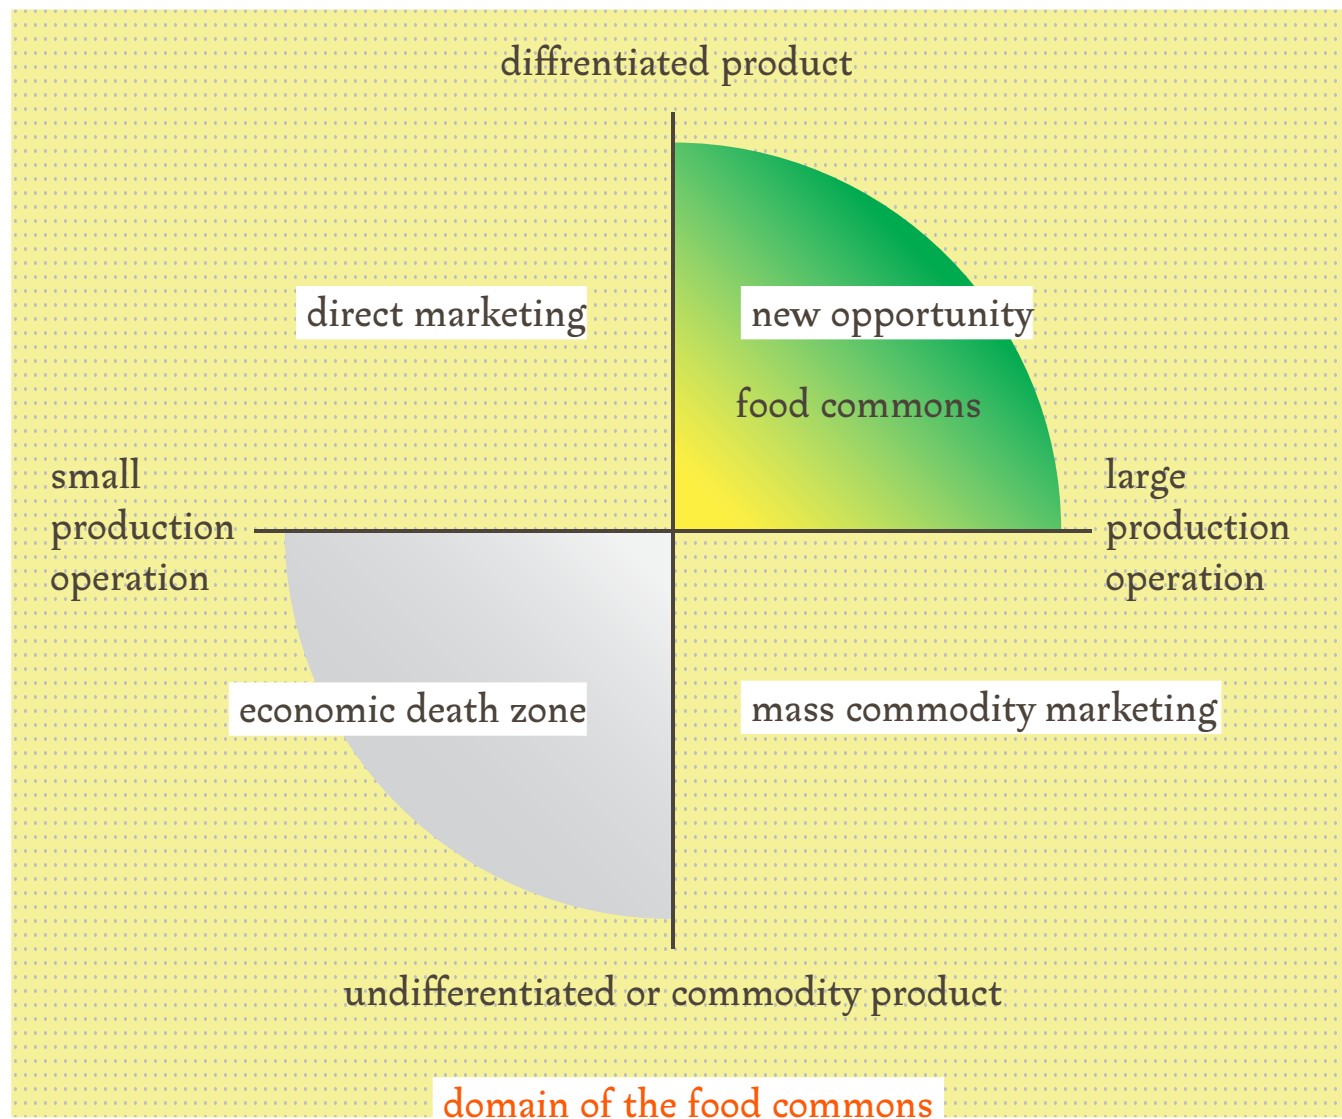 diffrentiated product
direct marketing
new opportunity
food commons
small
production
operation
large
production
operation
economic death zone
mass commodity marketing
undifferentiated or commodity product
domain of the food commons